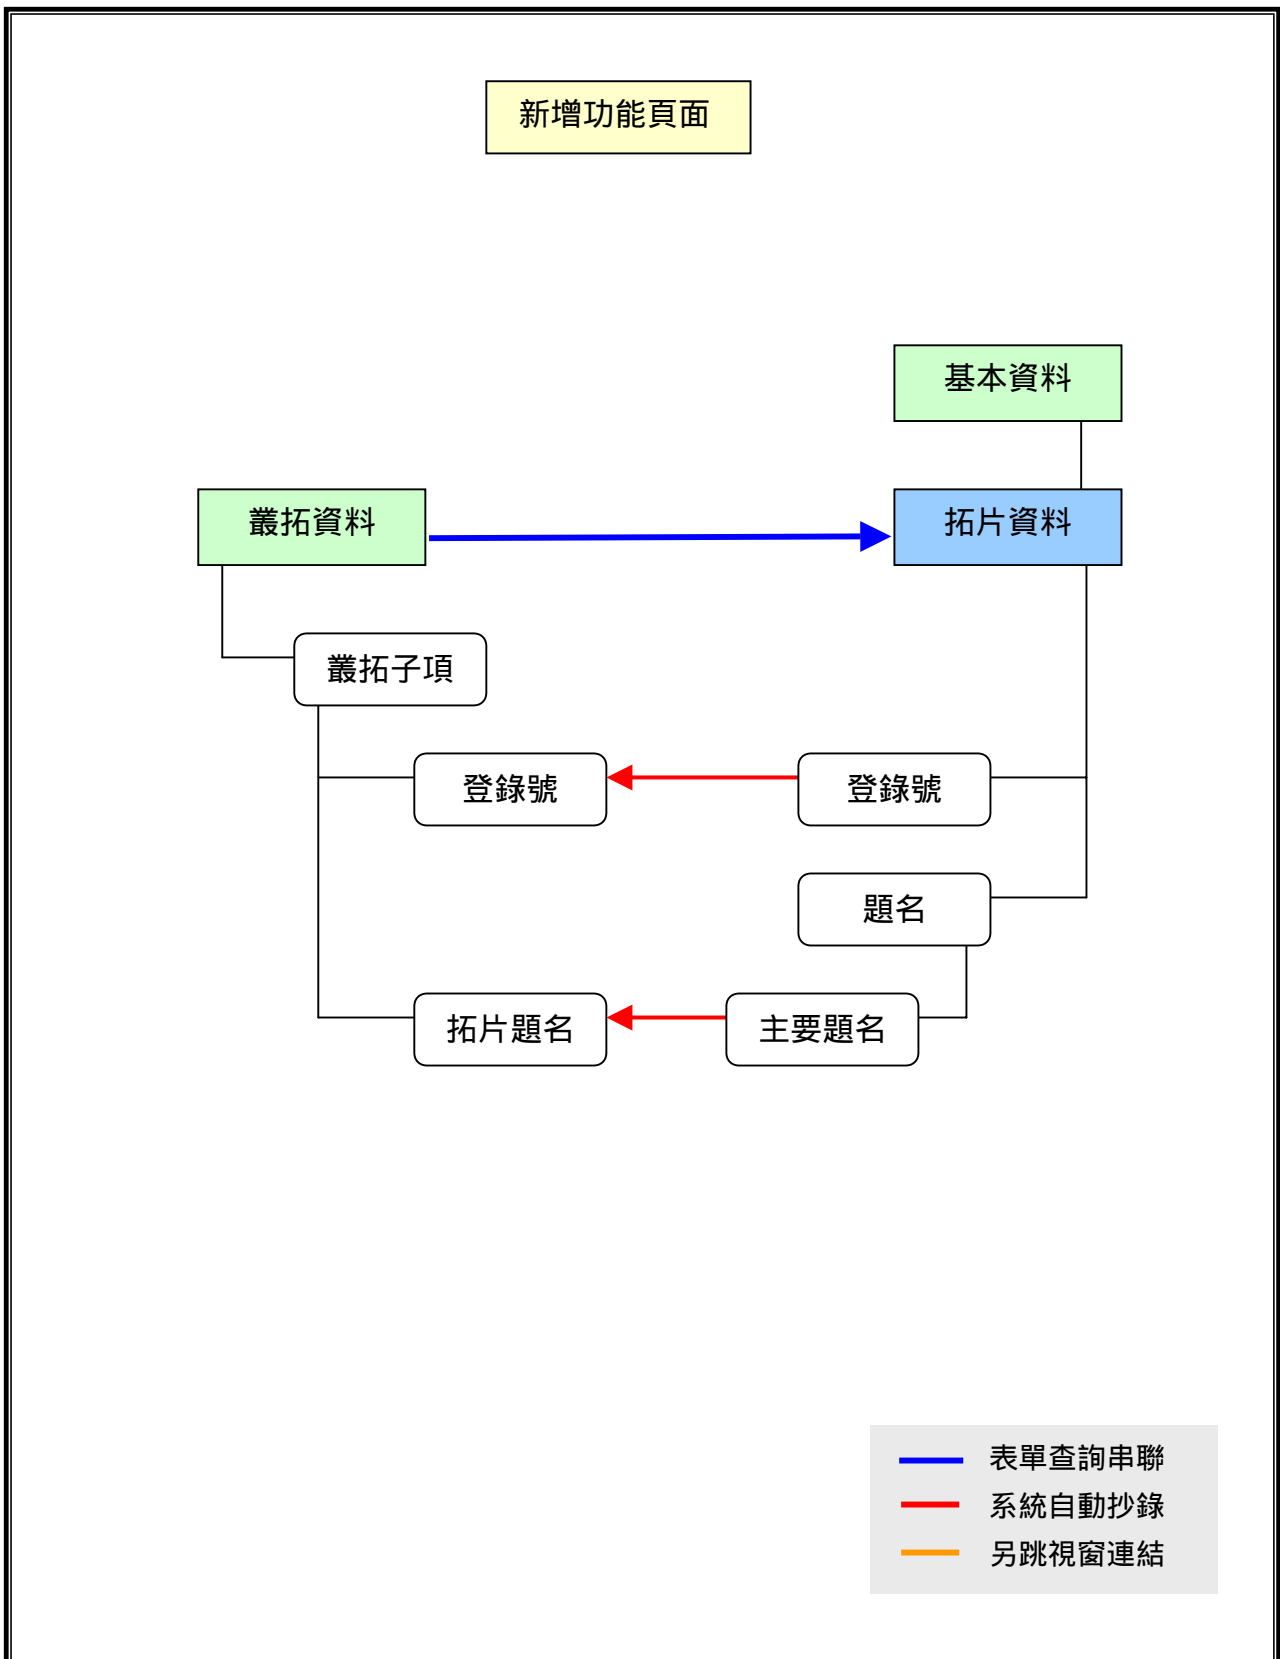 新增功能頁面
基本資料
叢拓資料
拓片資料
叢拓子項
登錄號
登錄號
題名
拓片題名
主要題名
表單查詢串聯
系統自動抄錄
另跳視窗連結